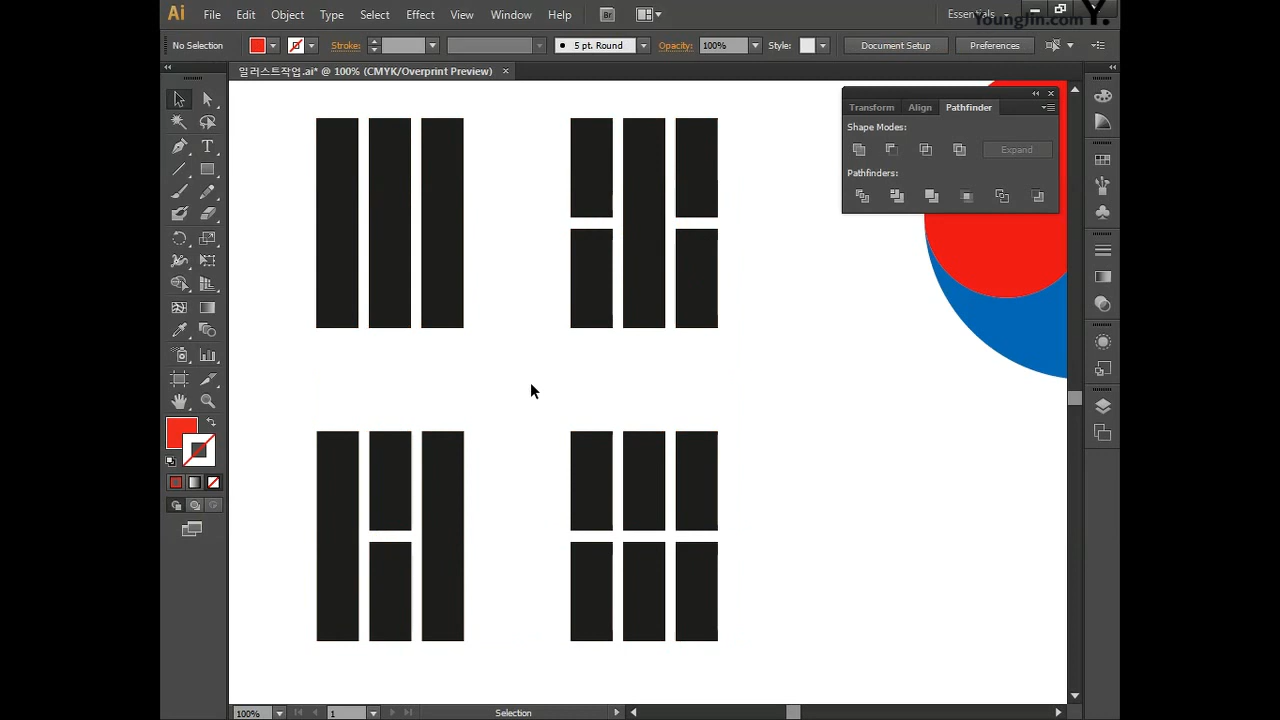 Ai File Edit Object Type Select Effect View Window Help Br Essentials
Youngjin.com Y.
No Selection Stroke: 5 pt. Round Opacity: 100% Style: Document Setup Preferences
일러스트작업.ai* @ 100% (CMYK/Overprint Preview) ×
Transform Align Pathfinder
Shape Modes:
Expand
Pathfinders:
100% 1 Selection